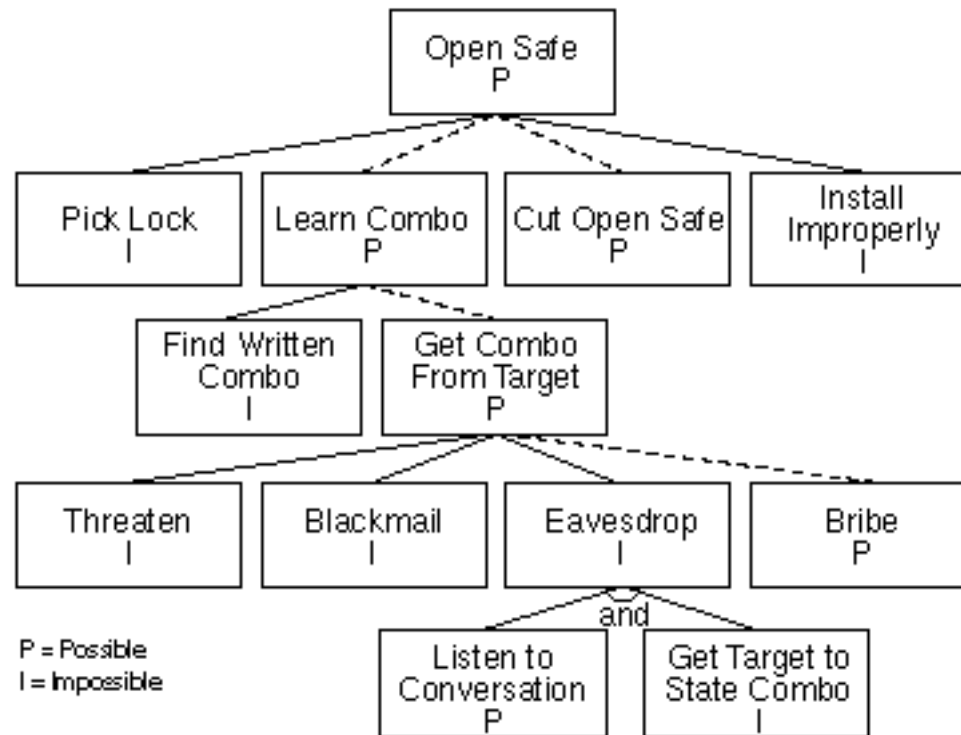 Open Safe
P
Pick Lock
I
Learn Combo
P
Cut Open Safe
P
Install
Improperly
I
Find Written
Combo
I
Get Combo
From Target
P
Threaten
I
Blackmail
I
Eavesdrop
I
Bribe
P
and
Listen to
Conversation
P
Get Target to
State Combo
I
P = Possible
I = Impossible